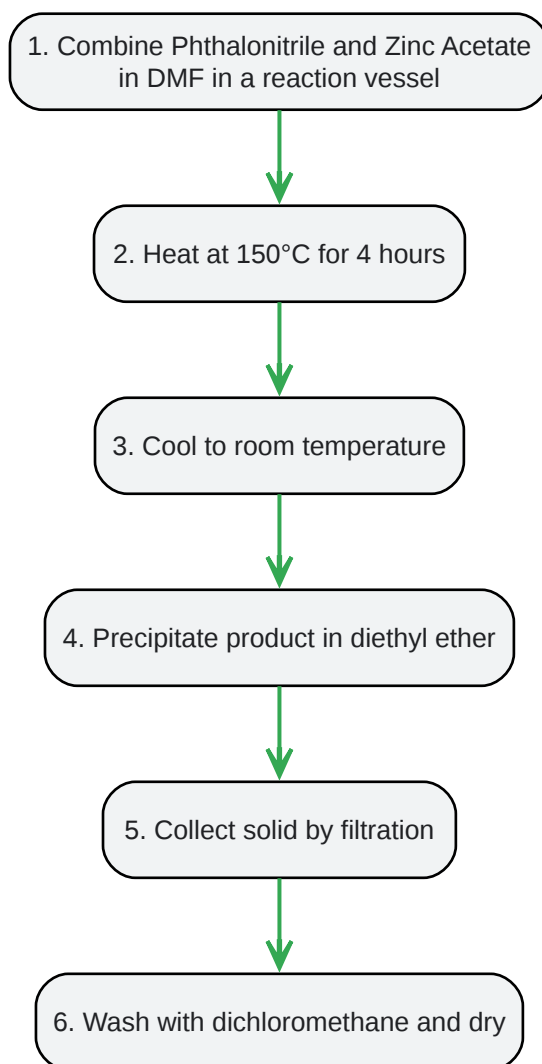 1. Combine Phthalonitrile and Zinc Acetate
in DMF in a reaction vessel
2. Heat at 150°C for 4 hours
3. Cool to room temperature
4. Precipitate product in diethyl ether
5. Collect solid by filtration
6. Wash with dichloromethane and dry